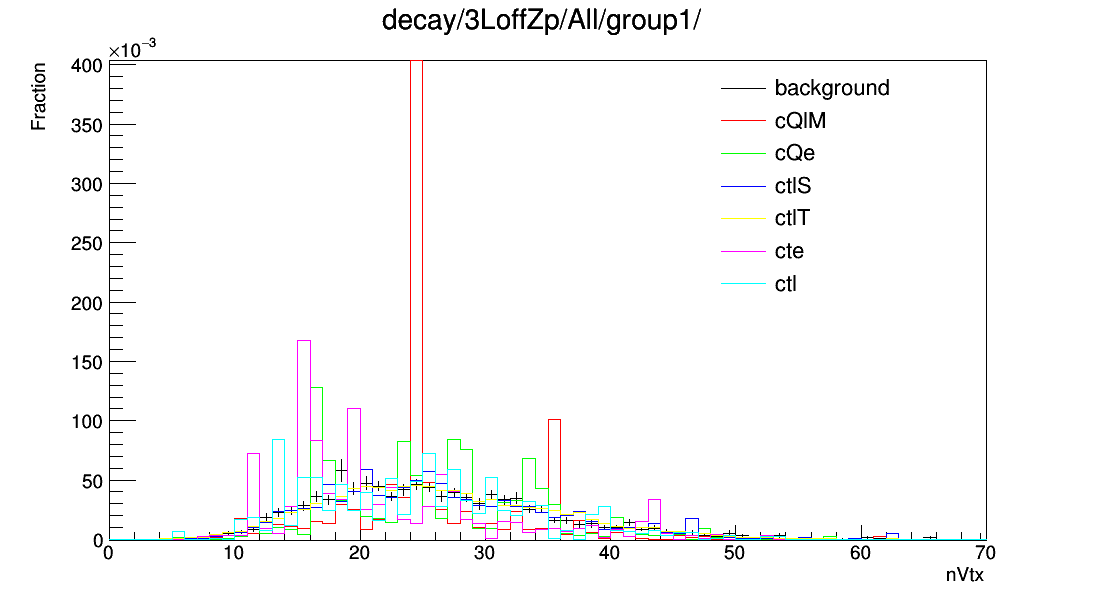 decay/3LoffZp/All/group1/
×10⁻³
Fraction
400
350
300
250
200
150
100
50
0
background
cQlM
cQe
ctlS
ctlT
cte
ctl
0 10 20 30 40 50 60 70
nVtx